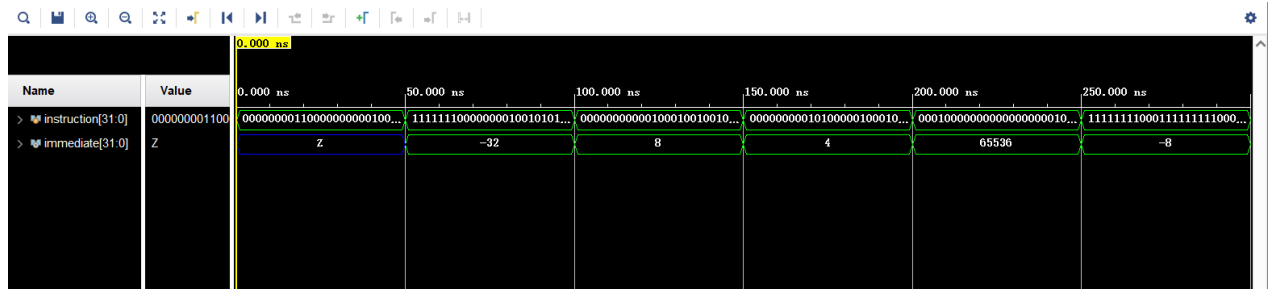 0.000 ns
Name Value 0.000 ns 50.000 ns 100.000 ns 150.000 ns 200.000 ns 250.000 ns
instruction[31:0] 000000001100 00000000110000000000100... 11111110000000010010101... 00000000000100010010010... 00000000010100000100010... 00010000000000000000010... 11111111000111111111000...
immediate[31:0] Z Z -32 8 4 65536 -8